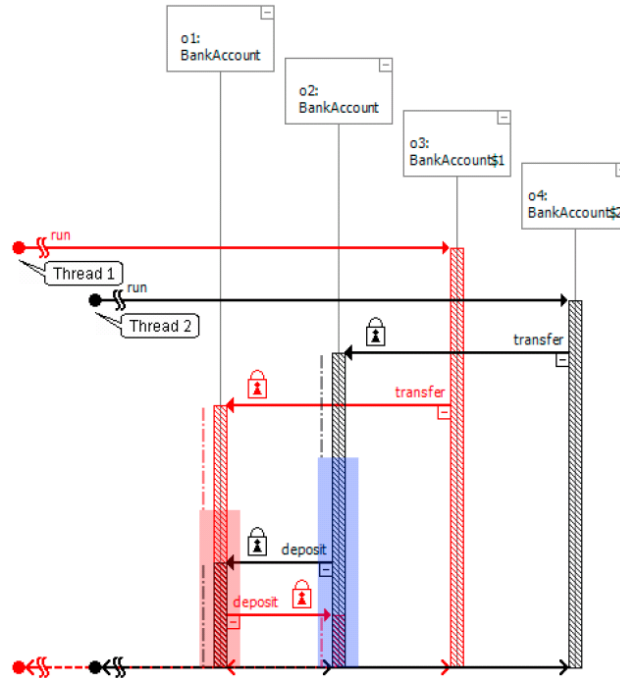 o1:
BankAccount
o2:
BankAccount
o3:
BankAccount$1
o4:
BankAccount$2
run
Thread 1
run
Thread 2
transfer
transfer
deposit
deposit